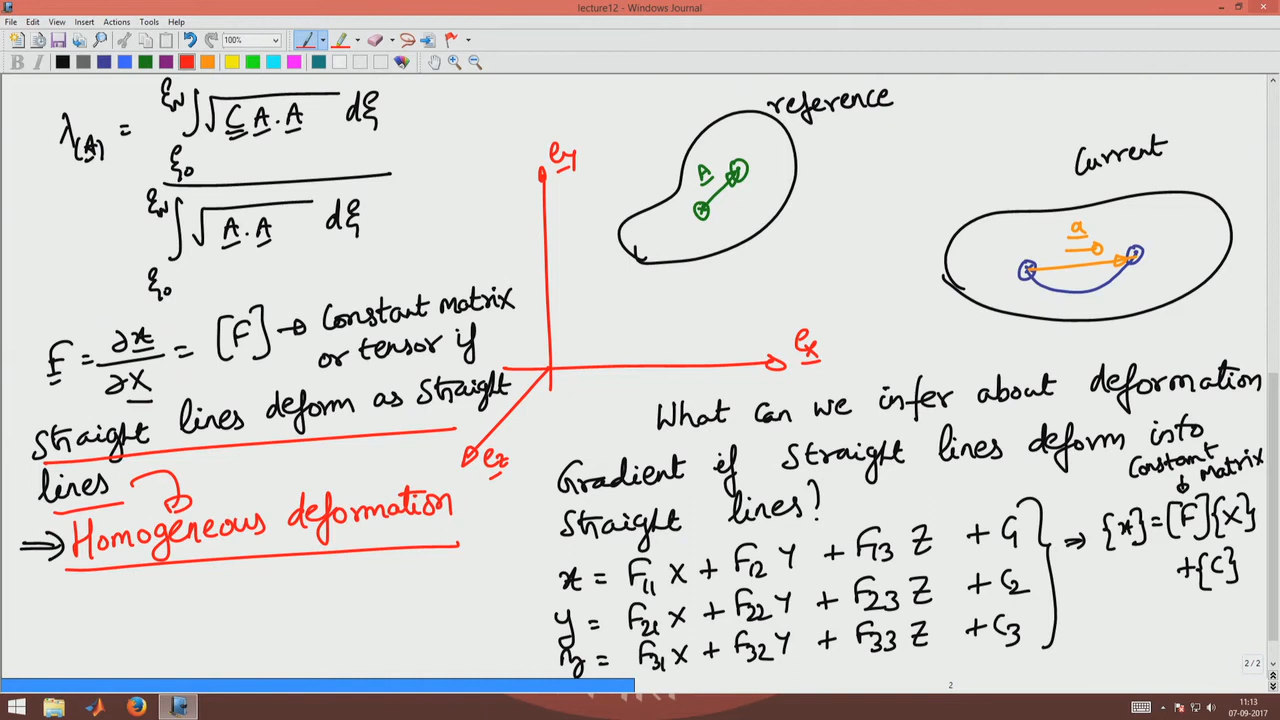 lecture12 - Windows Journal
File Edit View Insert Actions Tools Help
100%
B I
λ(A) = ∫ξ0^ξN √(C A · A) dξ / ∫ξ0^ξN √(A · A) dξ
F = ∂x/∂X = [F] → Constant matrix
or tensor if
straight lines deform as straight
lines
⇒ Homogeneous deformation
ey
ex
ez
reference
A
Current
a
What can we infer about deformation
Gradient if straight lines deform into
straight lines?
x = F11 X + F12 Y + F13 Z + C1
y = F21 X + F22 Y + F23 Z + C2
z = F31 X + F32 Y + F33 Z + C3
Constant
Matrix
⇒ {x} = [F]{X}
+{C}
2/2
2
11:13
07-09-2017